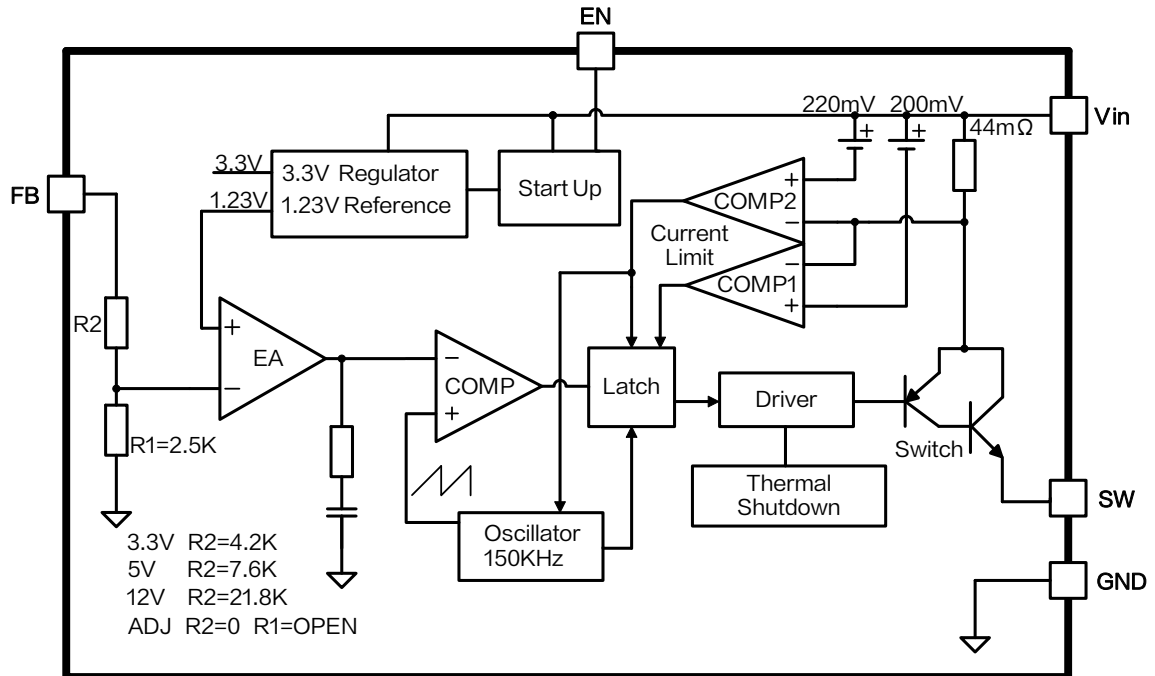 EN
220mV 200mV
Vin
44mΩ
3.3V
3.3V Regulator
1.23V Reference
1.23V
Start Up
FB
+
+
+
COMP2
−
Current
Limit
−
COMP1
+
R2
+
EA
−
−
COMP
+
Latch
Driver
R1=2.5K
Switch
Thermal
Shutdown
SW
Oscillator
150KHz
3.3V R2=4.2K
5V R2=7.6K
12V R2=21.8K
ADJ R2=0 R1=OPEN
GND